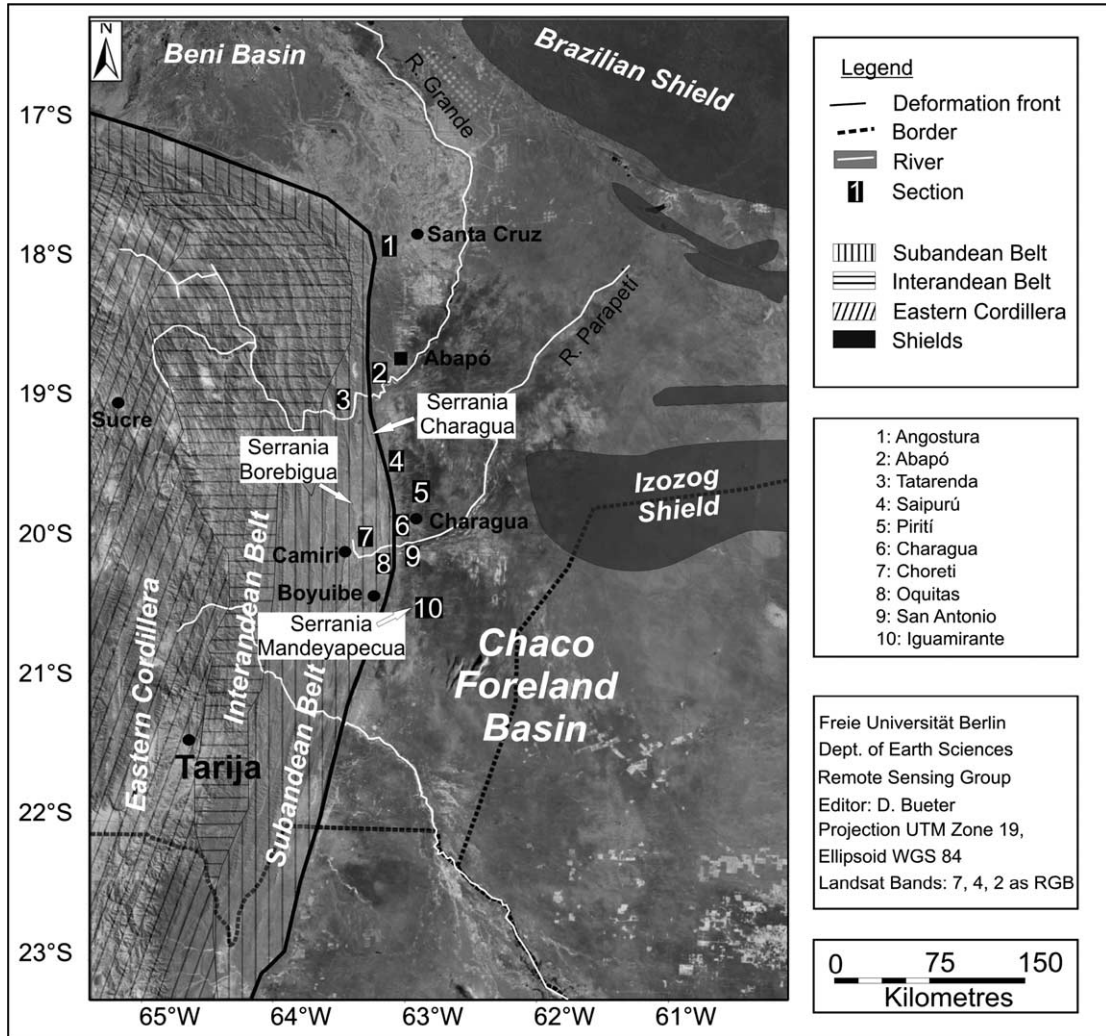 N
Beni Basin
Brazilian Shield
R. Grande
17°S
18°S
19°S
20°S
21°S
22°S
23°S
1
Santa Cruz
R. Parapeti
2
Abapó
3
Sucre
Serrania
Charagua
Serrania
Borebigua
4
5
Izozog
Shield
6
Charagua
7
Camiri
8
9
Boyuibe
10
Serrania
Mandeyapecua
Chaco
Foreland
Basin
Eastern Cordillera
Interandean Belt
Subandean Belt
Tarija
65°W
64°W
63°W
62°W
61°W
Legend
Deformation front
Border
River
1 Section
Subandean Belt
Interandean Belt
Eastern Cordillera
Shields
1: Angostura
2: Abapó
3: Tatarenda
4: Saipurú
5: Pirití
6: Charagua
7: Choreti
8: Oquitas
9: San Antonio
10: Iguamirante
Freie Universität Berlin
Dept. of Earth Sciences
Remote Sensing Group
Editor: D. Bueter
Projection UTM Zone 19,
Ellipsoid WGS 84
Landsat Bands: 7, 4, 2 as RGB
0 75 150
Kilometres